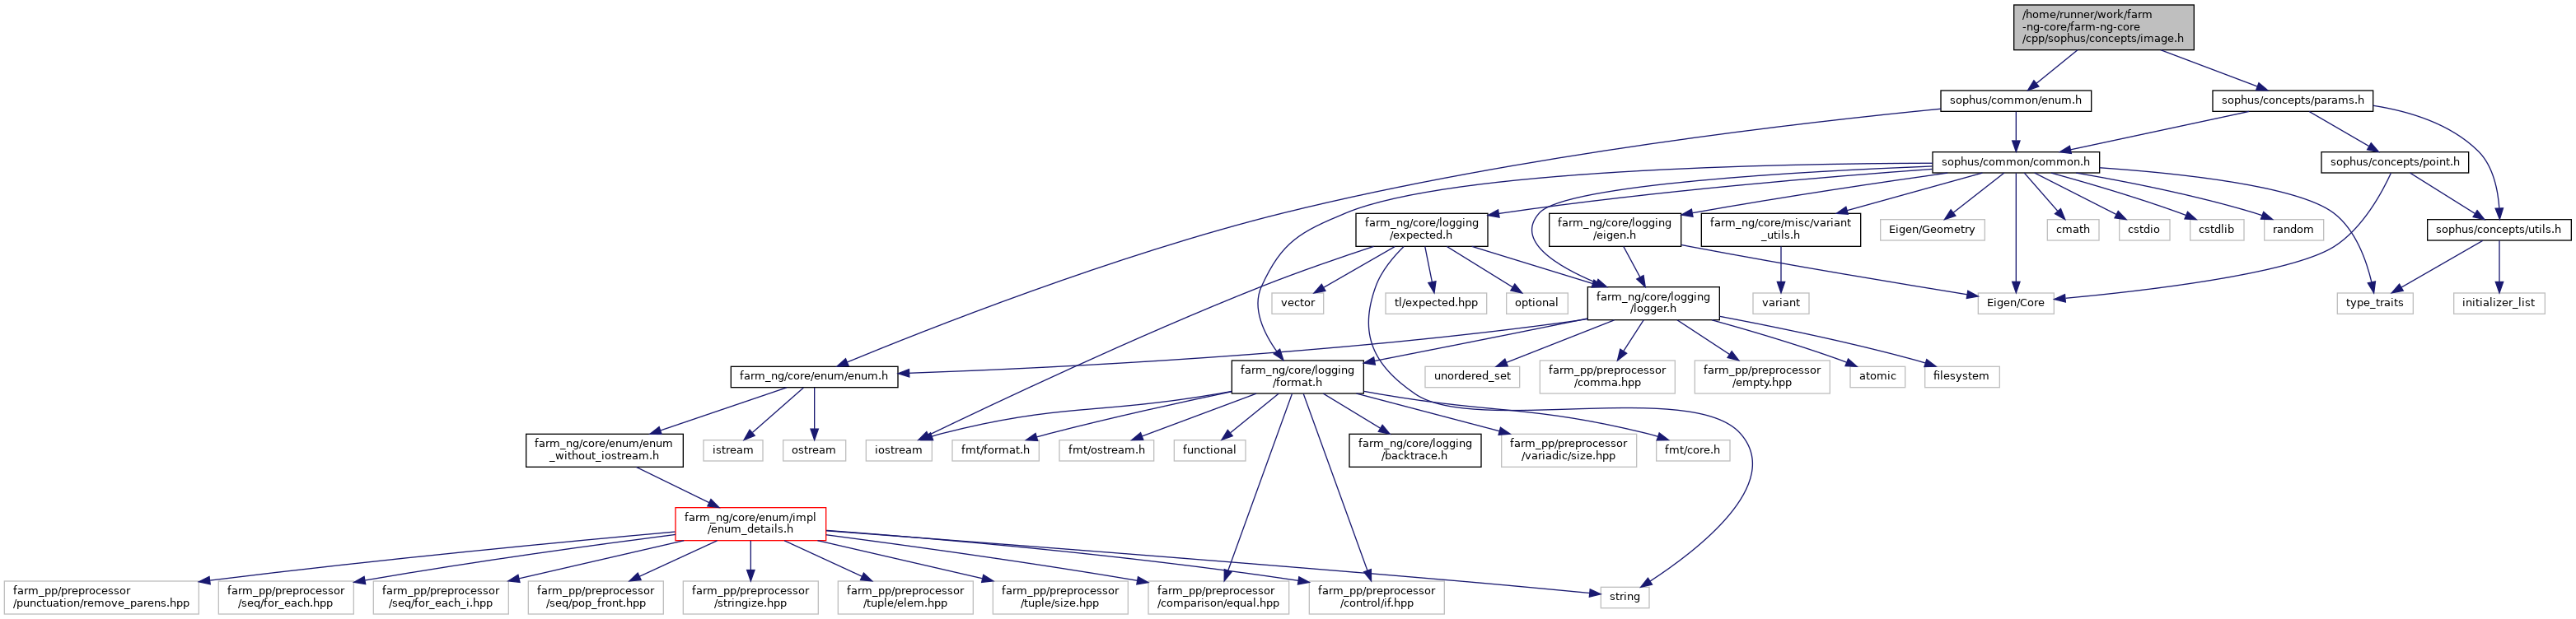 /home/runner/work/farm
-ng-core/farm-ng-core
/cpp/sophus/concepts/image.h
sophus/common/enum.h
sophus/concepts/params.h
sophus/common/common.h
sophus/concepts/point.h
farm_ng/core/logging
/expected.h
farm_ng/core/logging
/eigen.h
farm_ng/core/misc/variant
_utils.h
Eigen/Geometry
cmath
cstdio
cstdlib
random
sophus/concepts/utils.h
vector
tl/expected.hpp
optional
farm_ng/core/logging
/logger.h
variant
Eigen/Core
type_traits
initializer_list
farm_ng/core/enum/enum.h
farm_ng/core/logging
/format.h
unordered_set
farm_pp/preprocessor
/comma.hpp
farm_pp/preprocessor
/empty.hpp
atomic
filesystem
farm_ng/core/enum/enum
_without_iostream.h
istream
ostream
iostream
fmt/format.h
fmt/ostream.h
functional
farm_ng/core/logging
/backtrace.h
farm_pp/preprocessor
/variadic/size.hpp
fmt/core.h
farm_ng/core/enum/impl
/enum_details.h
farm_pp/preprocessor
/punctuation/remove_parens.hpp
farm_pp/preprocessor
/seq/for_each.hpp
farm_pp/preprocessor
/seq/for_each_i.hpp
farm_pp/preprocessor
/seq/pop_front.hpp
farm_pp/preprocessor
/stringize.hpp
farm_pp/preprocessor
/tuple/elem.hpp
farm_pp/preprocessor
/tuple/size.hpp
farm_pp/preprocessor
/comparison/equal.hpp
farm_pp/preprocessor
/control/if.hpp
string